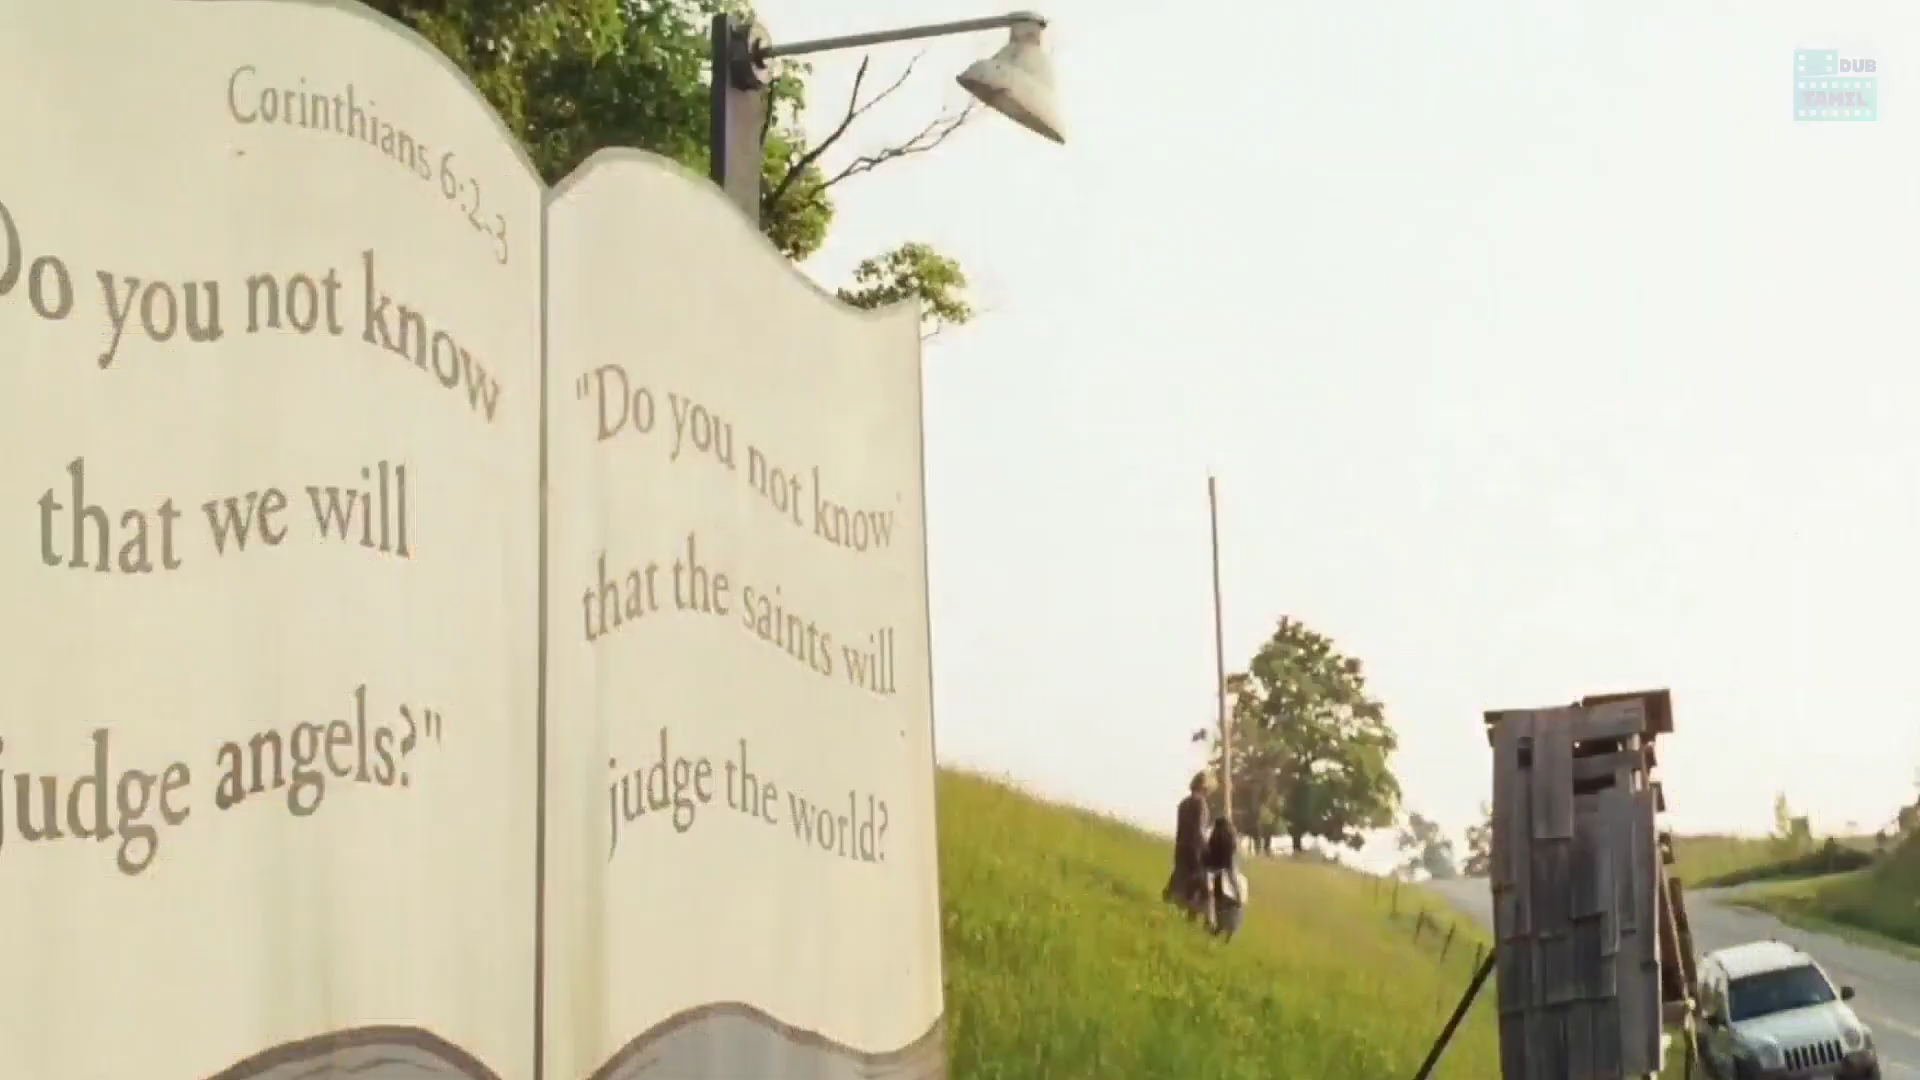 Corinthians 6:2-3
Do you not know
that we will
judge angels?"
"Do you not know
that the saints will
judge the world?
DUB
TAMIL